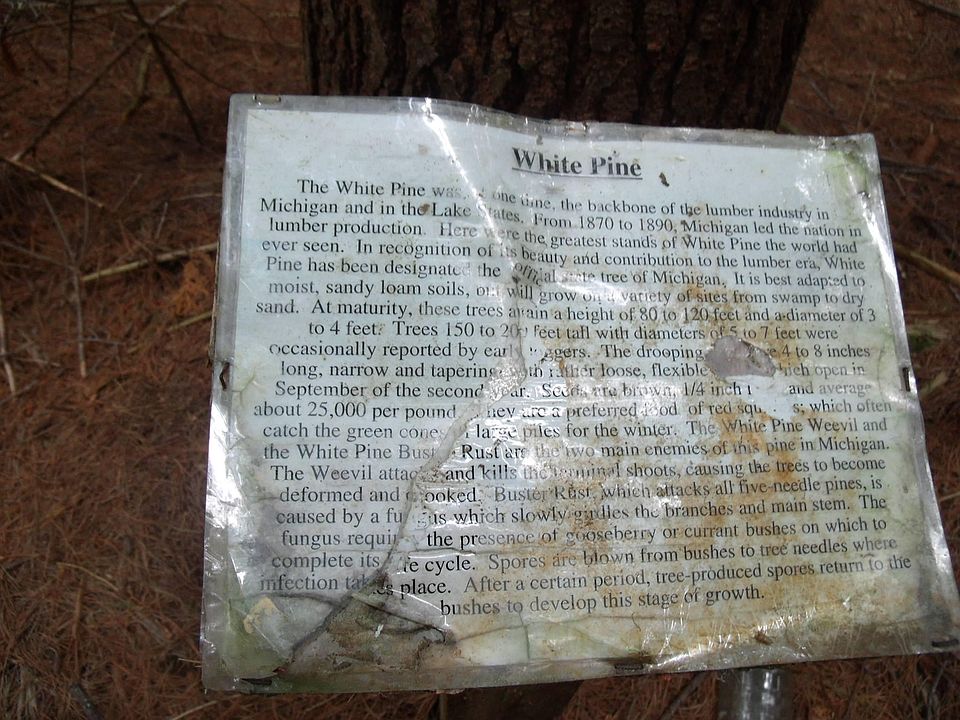 White Pine
The White Pine was at one time, the backbone of the lumber industry in
Michigan and in the Lake States. From 1870 to 1890, Michigan led the nation in
lumber production. Here were the greatest stands of White Pine the world had
ever seen. In recognition of its beauty and contribution to the lumber era, White
Pine has been designated the official state tree of Michigan. It is best adapted to
moist, sandy loam soils, but will grow on a variety of sites from swamp to dry
sand. At maturity, these trees attain a height of 80 to 120 feet and a diameter of 3
to 4 feet. Trees 150 to 200 feet tall with diameters of 5 to 7 feet were
occasionally reported by early loggers. The drooping 4 to 8 inches
long, narrow and tapering with rather loose, flexible which open in
September of the second year. Seeds are brown, 1/4 inch and average
about 25,000 per pound. They are a preferred food of red squirrels; which often
catch the green cones large piles for the winter. The White Pine Weevil and
the White Pine Buster Rust are the two main enemies of this pine in Michigan.
The Weevil attacks and kills the terminal shoots, causing the trees to become
deformed and crooked. Buster Rust, which attacks all five-needle pines, is
caused by a fungus which slowly girdles the branches and main stem. The
fungus requires the presence of gooseberry or currant bushes on which to
complete its life cycle. Spores are blown from bushes to tree needles where
infection takes place. After a certain period, tree-produced spores return to the
bushes to develop this stage of growth.